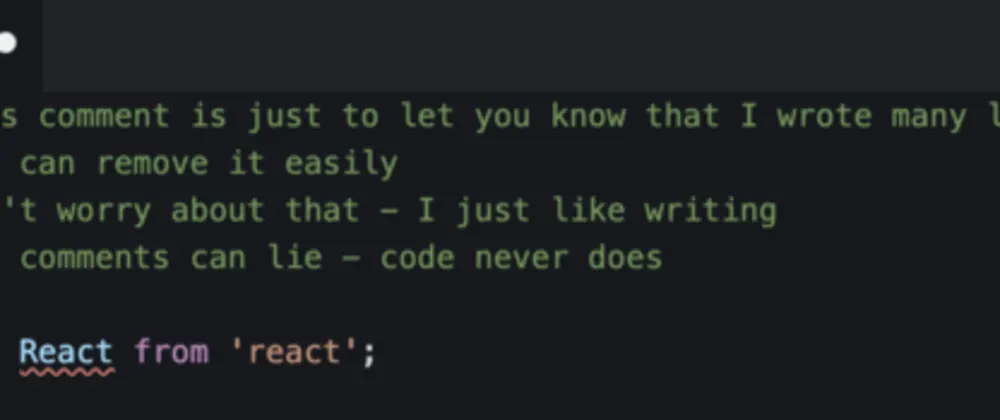 s comment is just to let you know that I wrote many l
can remove it easily
't worry about that – I just like writing
comments can lie – code never does
React from 'react';